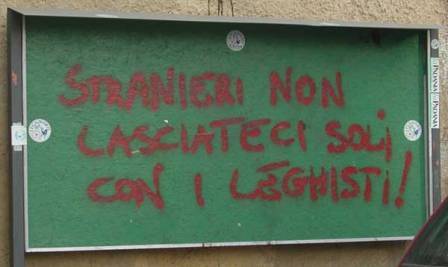 STRANIERI NON
LASCIATECI SOLI
CON I LEGHISTI!